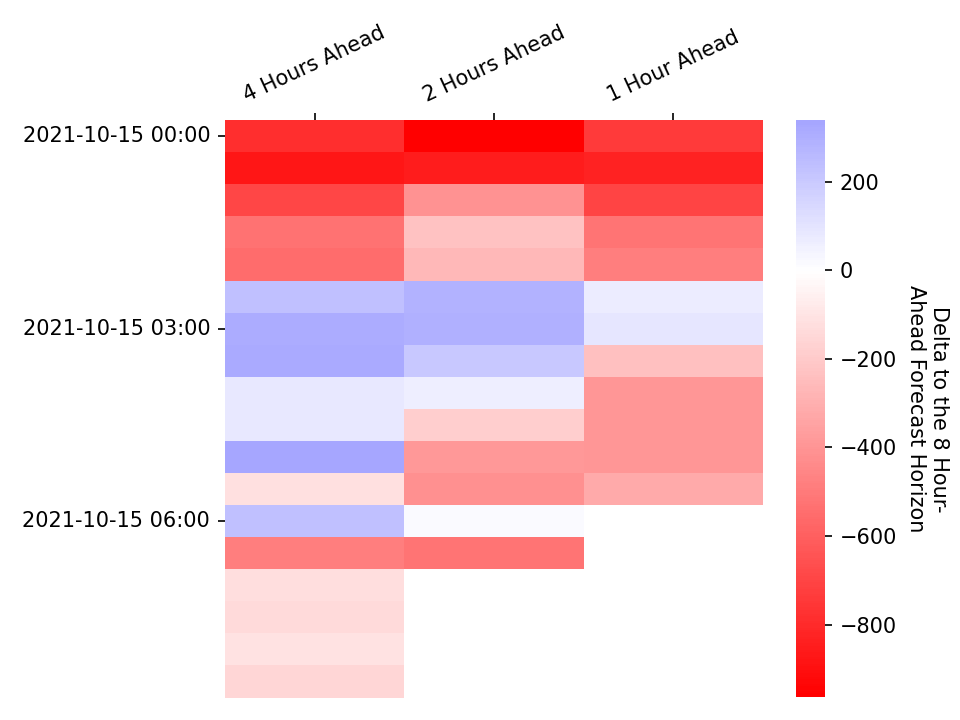 4 Hours Ahead
2 Hours Ahead
1 Hour Ahead
2021-10-15 00:00
2021-10-15 03:00
2021-10-15 06:00
200
0
−200
−400
−600
−800
Delta to the 8 Hour-
Ahead Forecast Horizon